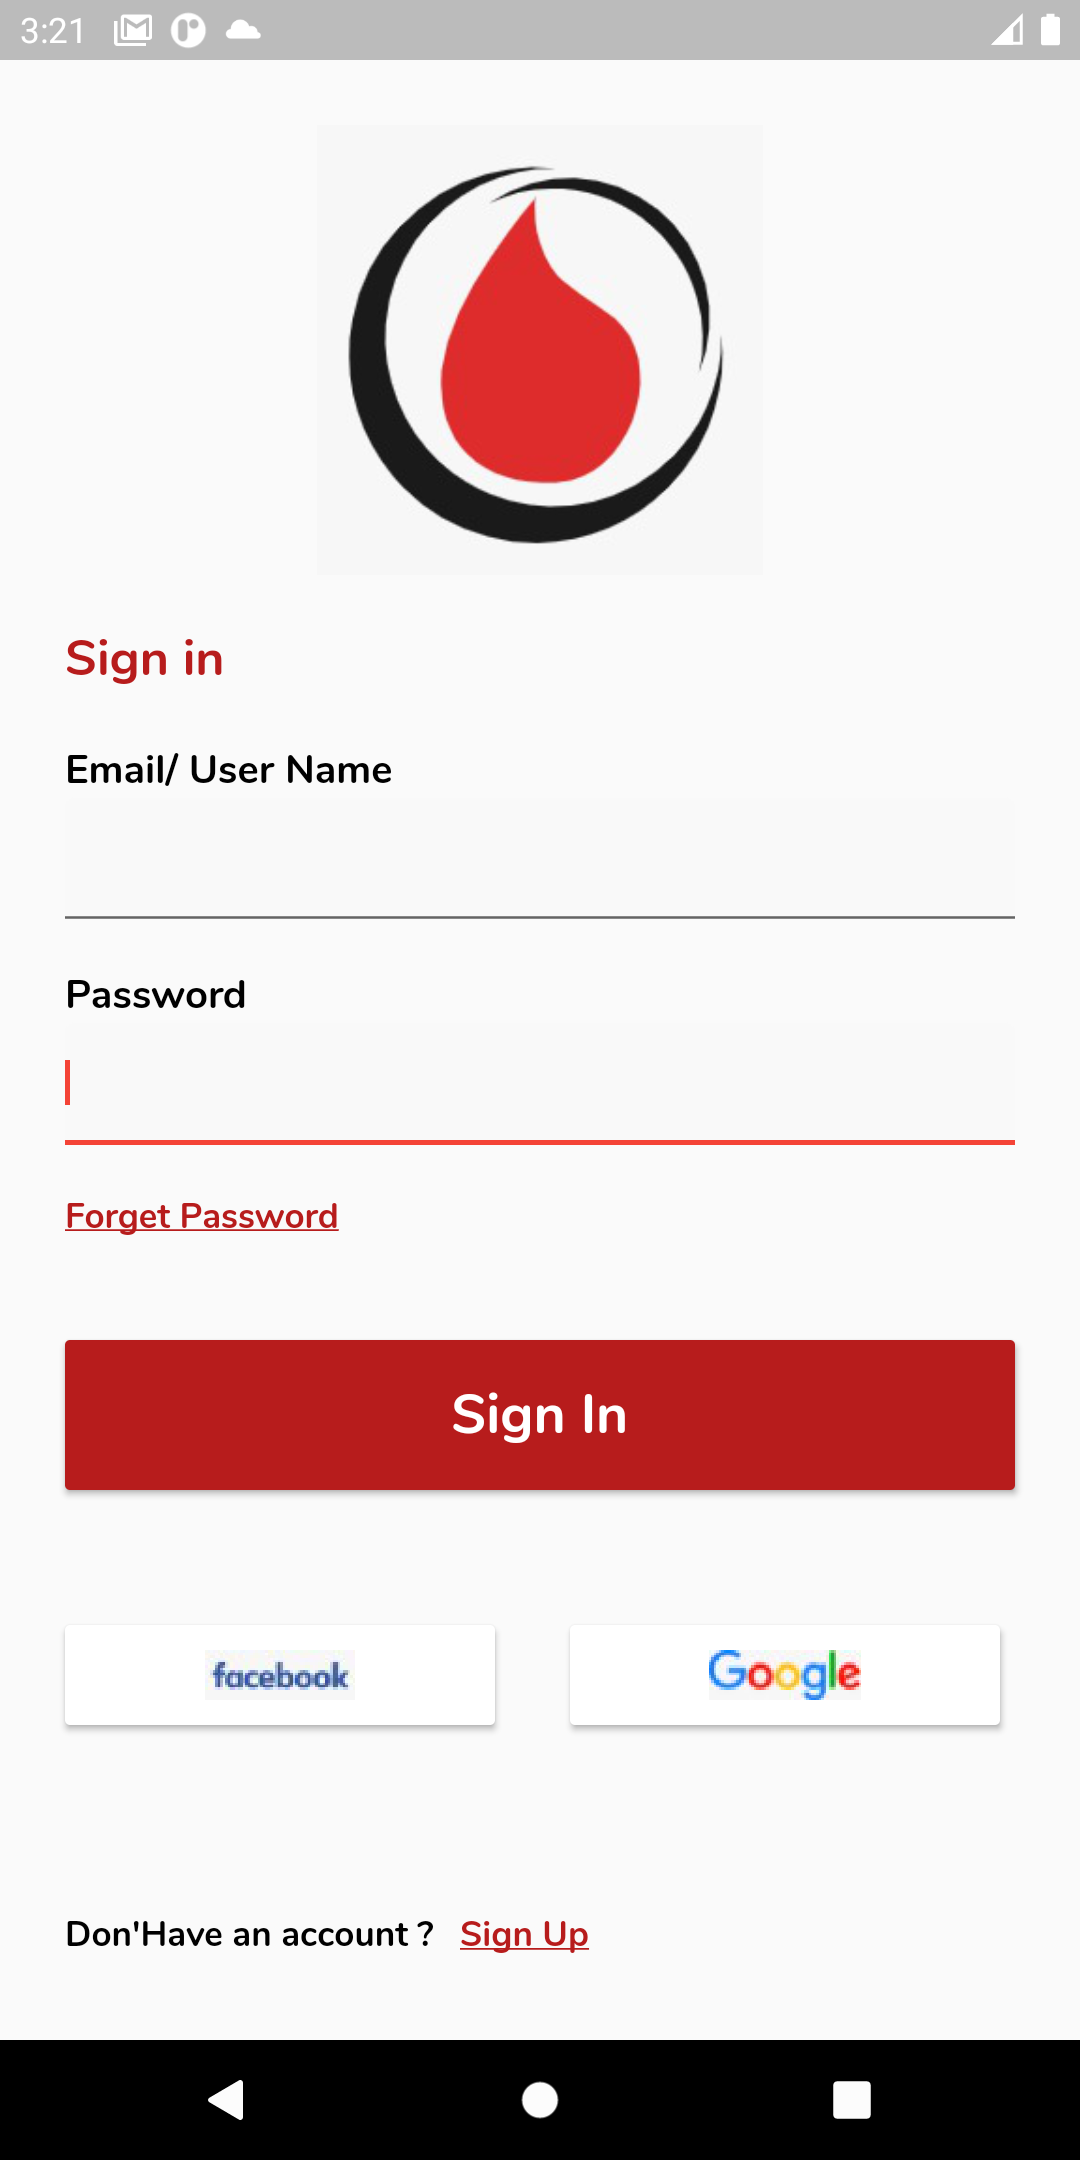 3:21
Sign in
Email/ User Name
Password
Forget Password
Sign In
facebook
Google
Don'Have an account ? Sign Up